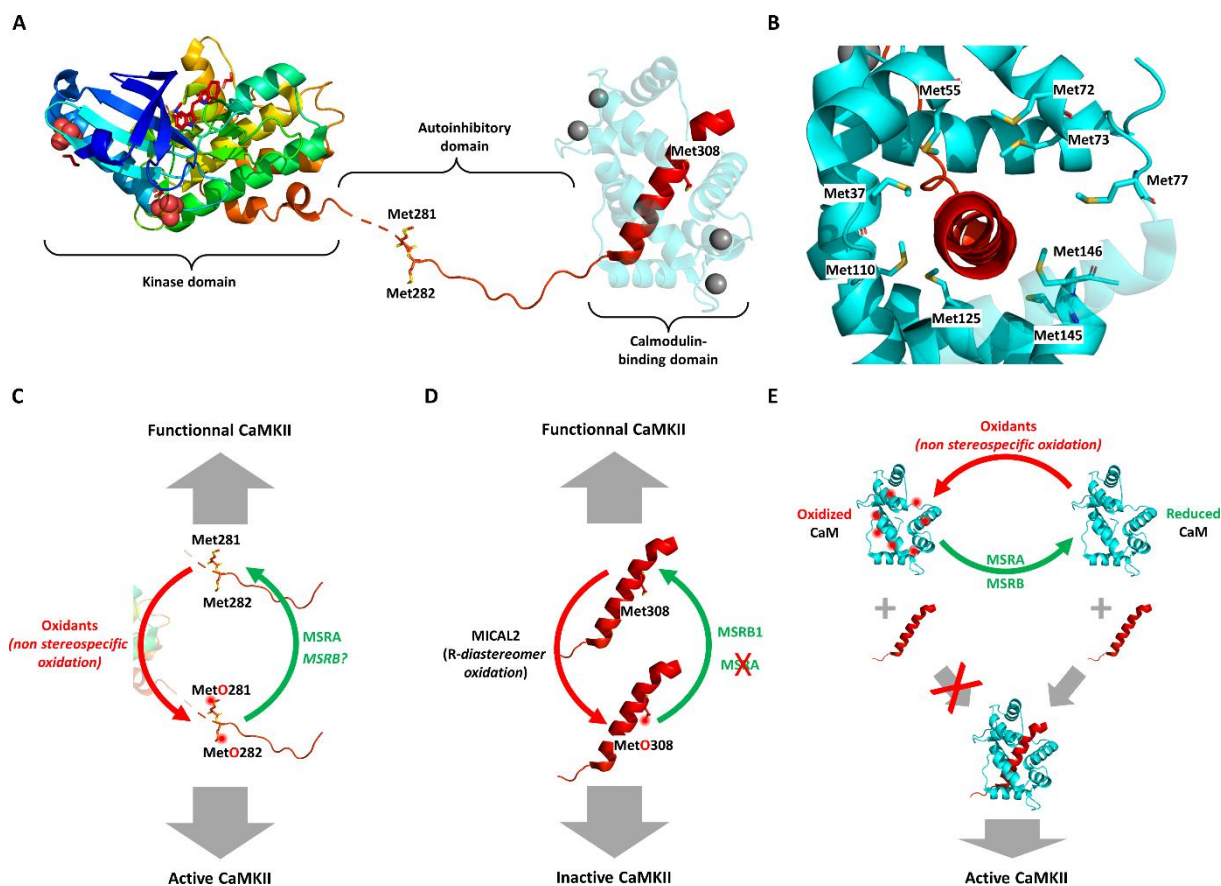 A
Autoinhibitory
domain
Met308
Met281
Met282
Kinase domain
Calmodulin-
binding domain
B
Met55
Met72
Met73
Met77
Met37
Met110
Met146
Met125
Met145
C
Functionnal CaMKII
Met281
Met282
Oxidants
(non stereospecific
oxidation)
MSRA
MSRB?
MetO281
MetO282
Active CaMKII
D
Functionnal CaMKII
Met308
MICAL2
(R-diastereomer
oxidation)
MSRB1
MSRA
MetO308
Inactive CaMKII
E
Oxidants
(non stereospecific oxidation)
Oxidized
CaM
Reduced
CaM
MSRA
MSRB
+
+
Active CaMKII